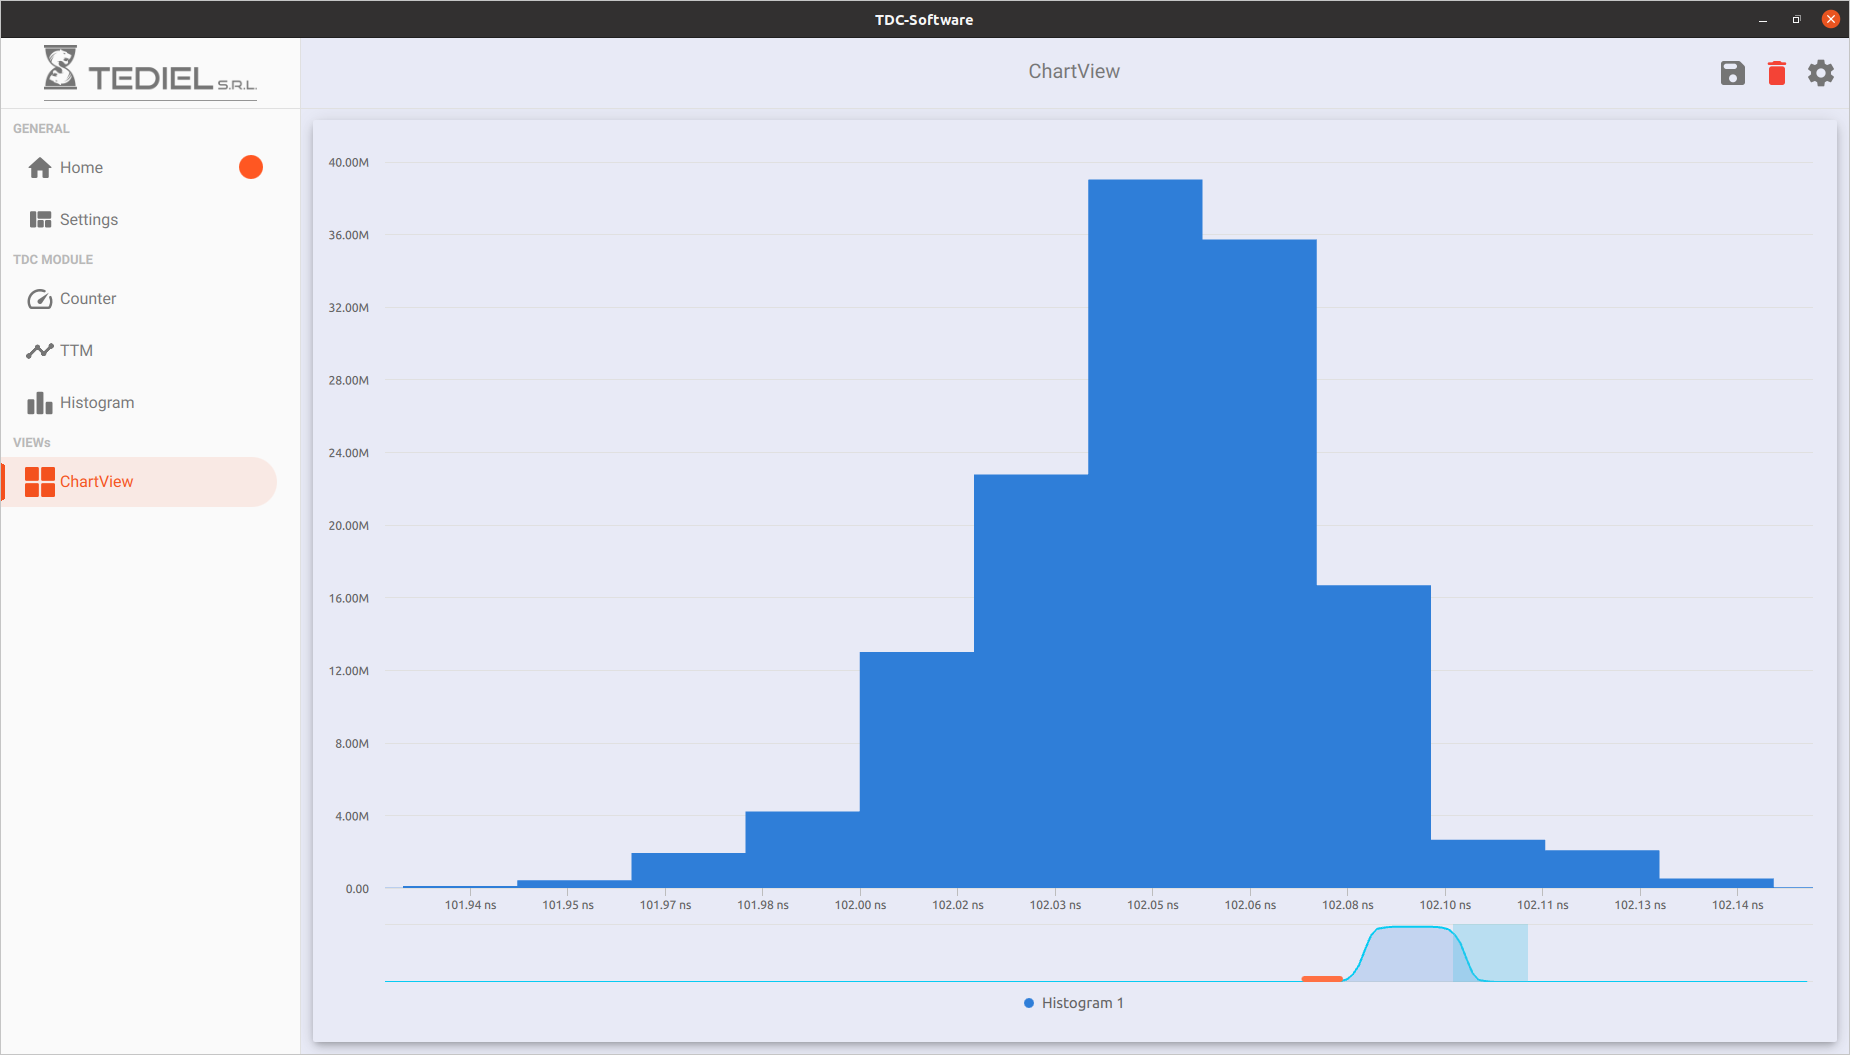 TDC-Software
TEDIEL S.R.L.
ChartView
GENERAL
Home
Settings
TDC MODULE
Counter
TTM
Histogram
VIEWs
ChartView
40.00M
36.00M
32.00M
28.00M
24.00M
20.00M
16.00M
12.00M
8.00M
4.00M
0.00
101.94 ns 101.95 ns 101.97 ns 101.98 ns 102.00 ns 102.02 ns 102.03 ns 102.05 ns 102.06 ns 102.08 ns 102.10 ns 102.11 ns 102.13 ns 102.14 ns
Histogram 1